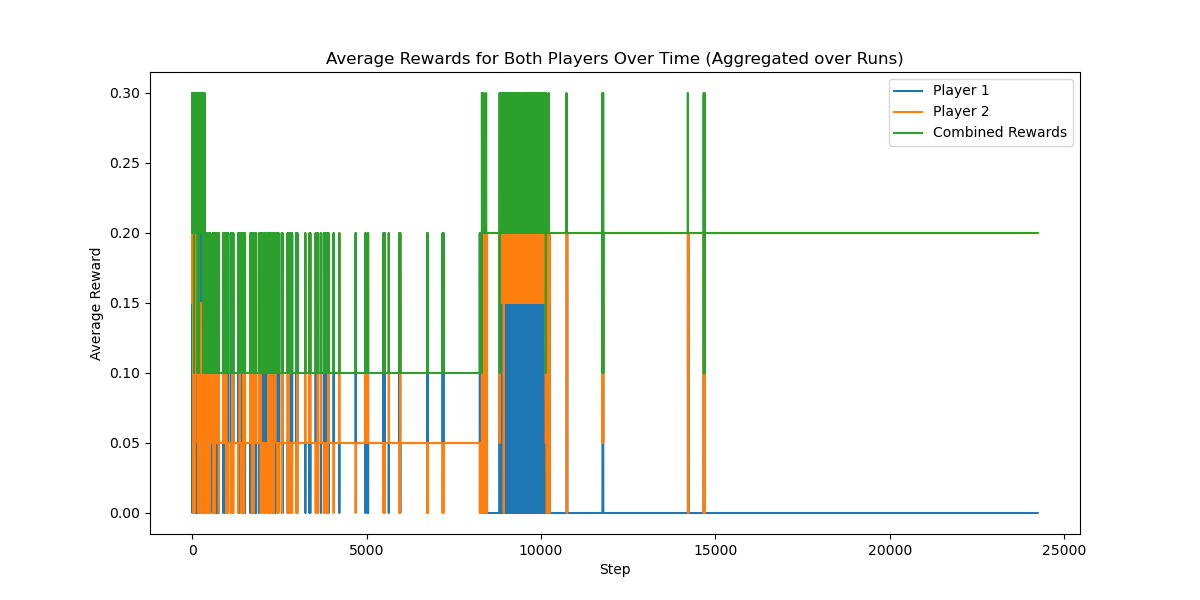 Average Rewards for Both Players Over Time (Aggregated over Runs)
Player 1
Player 2
Combined Rewards
Average Reward
0.30
0.25
0.20
0.15
0.10
0.05
0.00
0 5000 10000 15000 20000 25000
Step